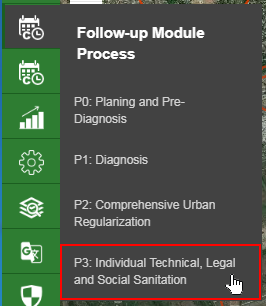 Follow-up Module
Process
P0: Planing and Pre-
Diagnosis
P1: Diagnosis
P2: Comprehensive Urban
Regularization
P3: Individual Technical, Legal
and Social Sanitation